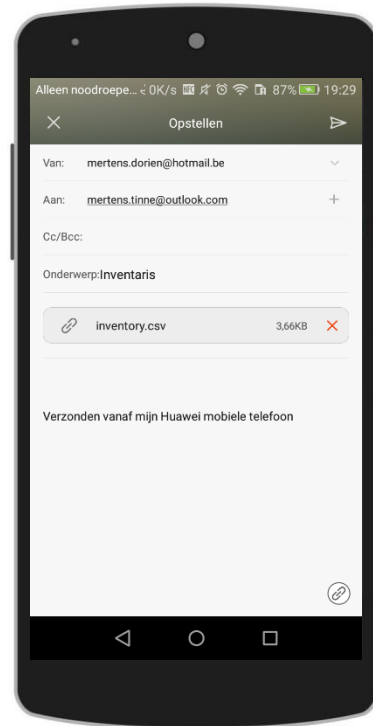 Alleen noodroepe... 0K/s 87% 19:29
Opstellen
Van: mertens.dorien@hotmail.be
Aan: mertens.tinne@outlook.com
Cc/Bcc:
Onderwerp:Inventaris
inventory.csv 3,66KB
Verzonden vanaf mijn Huawei mobiele telefoon